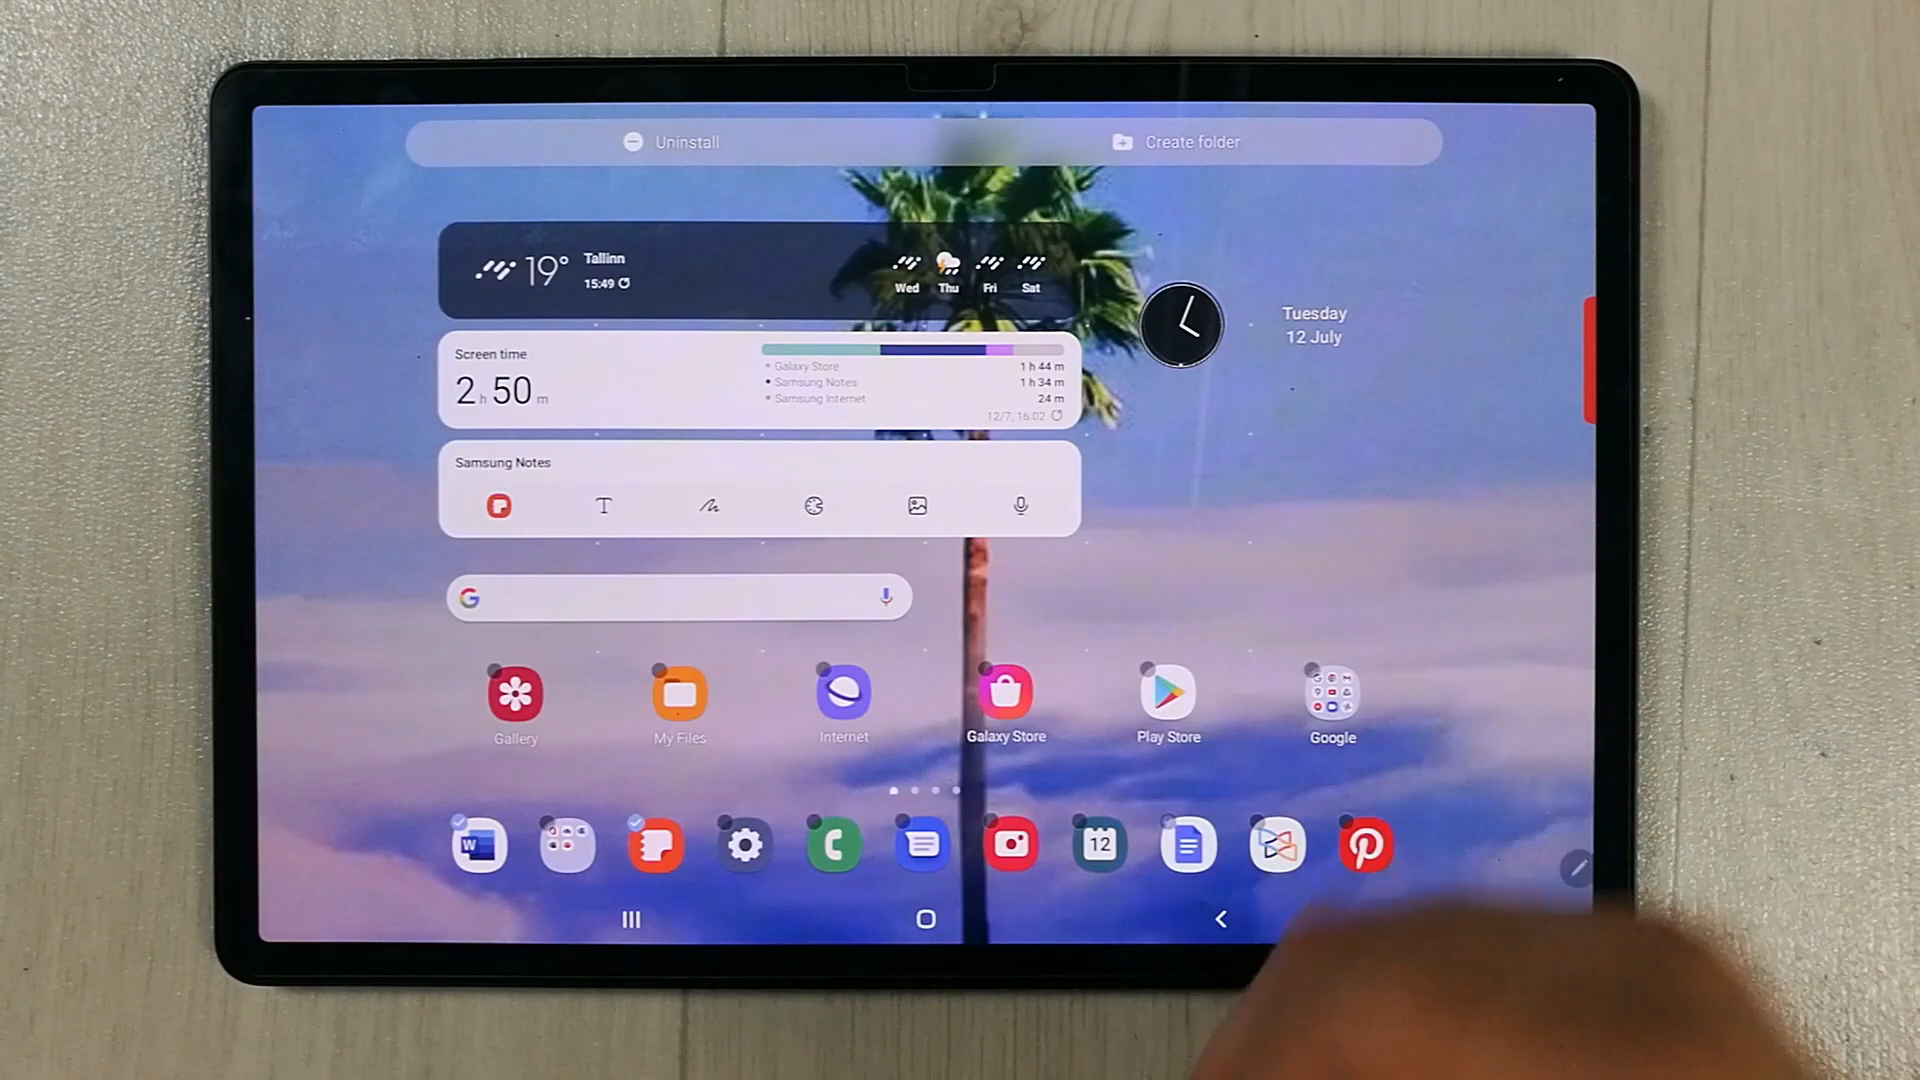 Uninstall
Create folder
19°
Tallinn
15:49
Wed
Thu
Fri
Sat
Tuesday
12 July
Screen time
2 h 50 m
Galaxy Store 1 h 44 m
Samsung Notes 1 h 34 m
Samsung Internet 24 m
12/7, 16:02
Samsung Notes
T
G
Gallery
My Files
Internet
Galaxy Store
Play Store
Google
W
12